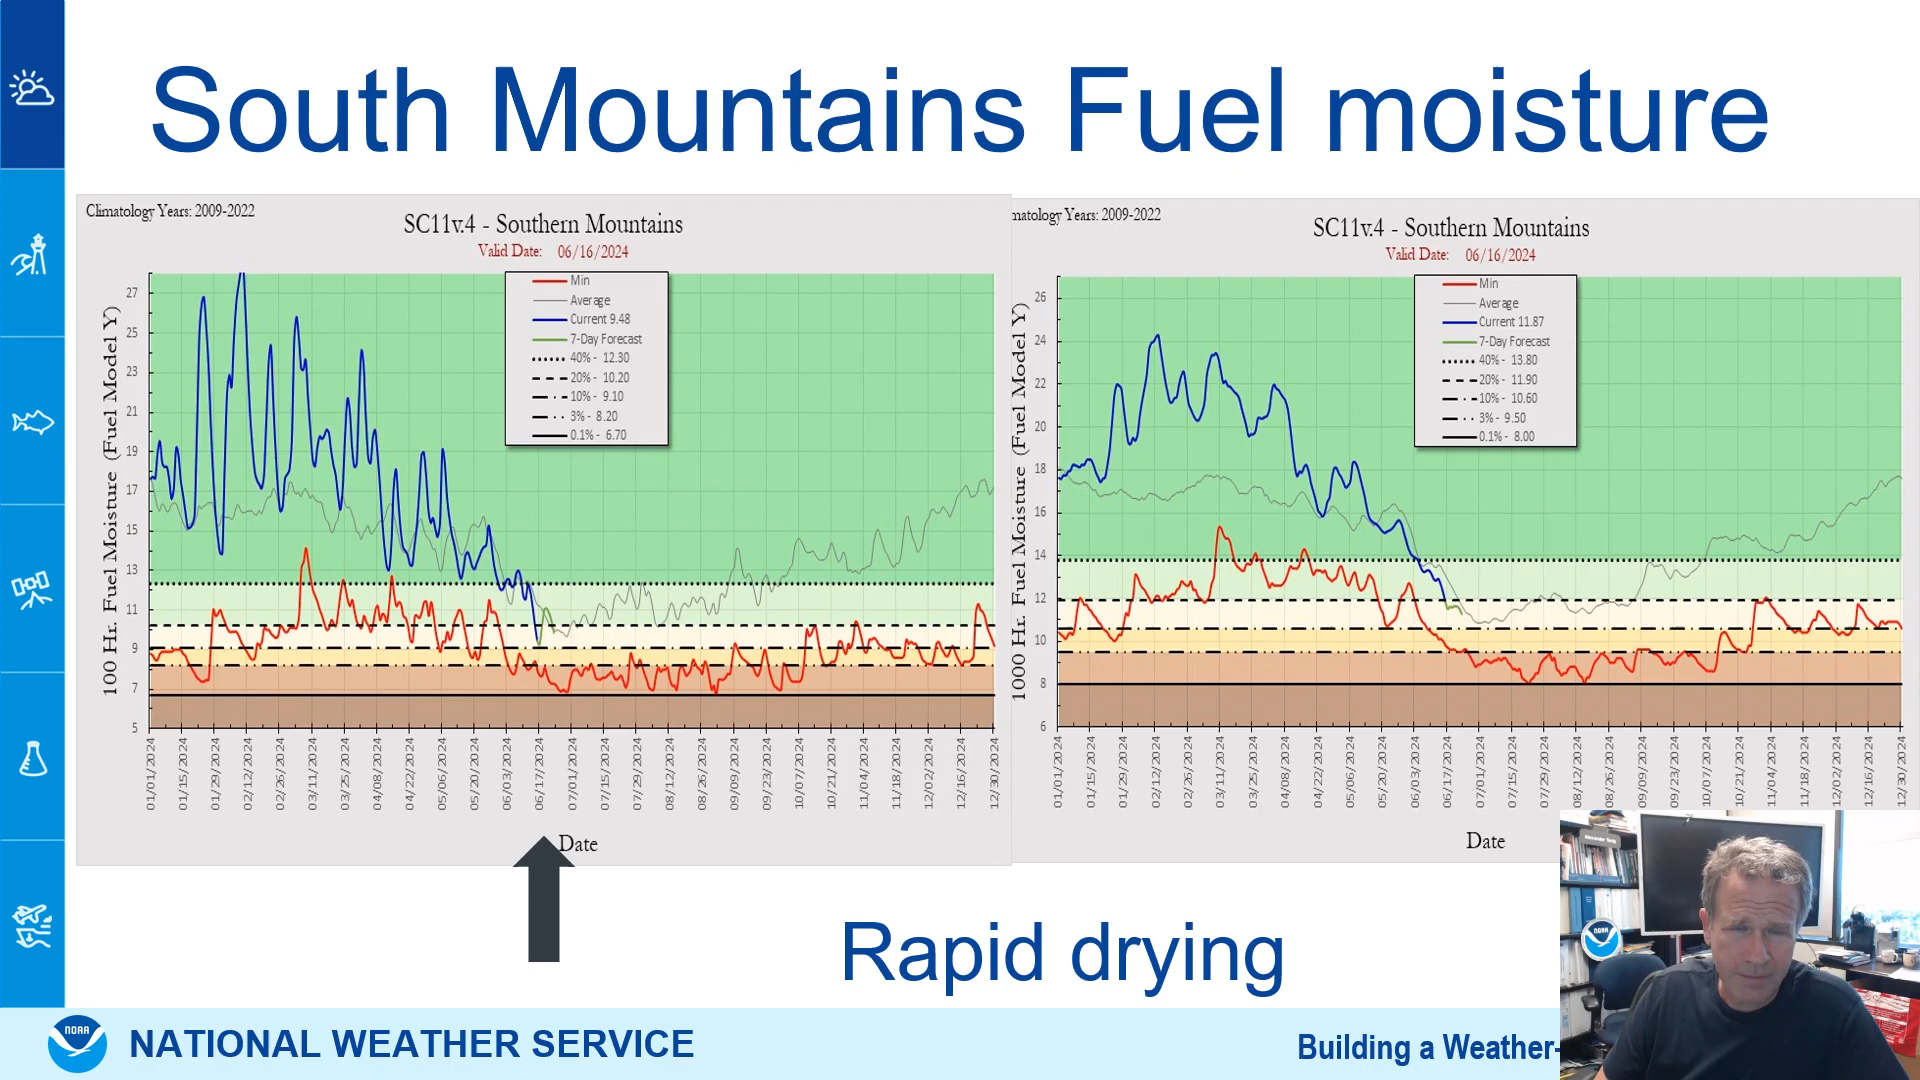 South Mountains Fuel moisture
Climatology Years: 2009-2022
SC11v.4 - Southern Mountains
Valid Date: 06/16/2024
Min
Average
Current 9.48
7-Day Forecast
40% - 12.30
20% - 10.20
10% - 9.10
3% - 8.20
0.1% - 6.70
100 Hr. Fuel Moisture (Fuel Model Y)
27
25
23
21
19
17
15
13
11
9
7
5
01/01/2024
01/15/2024
01/29/2024
02/12/2024
02/26/2024
03/11/2024
03/25/2024
04/08/2024
04/22/2024
05/06/2024
05/20/2024
06/03/2024
06/17/2024
07/01/2024
07/15/2024
07/29/2024
08/12/2024
08/26/2024
09/09/2024
09/23/2024
10/07/2024
10/21/2024
11/04/2024
11/18/2024
12/02/2024
12/16/2024
12/30/2024
Date
matology Years: 2009-2022
SC11v.4 - Southern Mountains
Valid Date: 06/16/2024
Min
Average
Current 11.87
7-Day Forecast
40% - 13.80
20% - 11.90
10% - 10.60
3% - 9.50
0.1% - 8.00
1000 Hr. Fuel Moisture (Fuel Model Y)
26
24
22
20
18
16
14
12
10
8
6
01/01/2024
01/15/2024
01/29/2024
02/12/2024
02/26/2024
03/11/2024
03/25/2024
04/08/2024
04/22/2024
05/06/2024
05/20/2024
06/03/2024
06/17/2024
07/01/2024
07/15/2024
07/29/2024
08/12/2024
08/26/2024
09/09/2024
09/23/2024
10/07/2024
10/21/2024
11/04/2024
11/18/2024
12/02/2024
12/16/2024
12/30/2024
Date
Rapid drying
NOAA
NOAA
NATIONAL WEATHER SERVICE
Building a Weather-